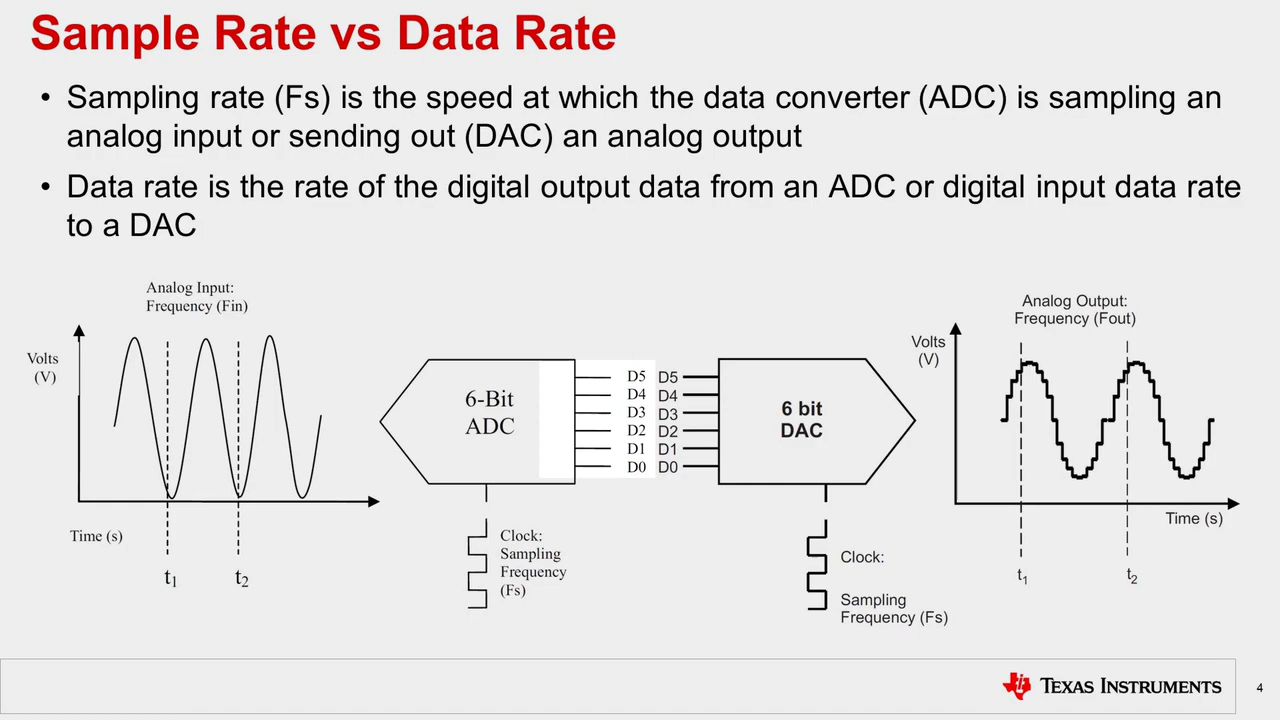 Sample Rate vs Data Rate
• Sampling rate (Fs) is the speed at which the data converter (ADC) is sampling an
analog input or sending out (DAC) an analog output
• Data rate is the rate of the digital output data from an ADC or digital input data rate
to a DAC
Analog Input:
Frequency (Fin)
Volts
(V)
Time (s)
t1
t2
6-Bit
ADC
D5
D4
D3
D2
D1
D0
Clock:
Sampling
Frequency
(Fs)
D5
D4
D3
D2
D1
D0
6 bit
DAC
Clock:
Sampling
Frequency (Fs)
Analog Output:
Frequency (Fout)
Volts
(V)
Time (s)
t1
t2
TEXAS INSTRUMENTS
4